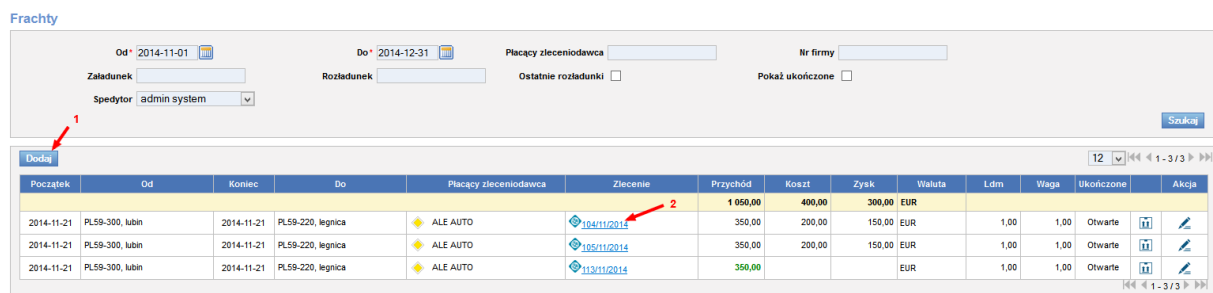 Frachty
Od* 2014-11-01 Do* 2014-12-31 Płacący zleceniodawca Nr firmy
Załadunek Rozładunek Ostatnie rozładunki Pokaż ukończone
Spedytor admin system
1
Szukaj
Dodaj 12 1 - 3 / 3
Początek Od Koniec Do Płacący zleceniodawca Zlecenie Przychód Koszt Zysk Waluta Ldm Waga Ukończone Akcja
2 1 050,00 400,00 300,00 EUR
2014-11-21 PL59-300, lubin 2014-11-21 PL59-220, legnica ALE AUTO 104/11/2014 350,00 200,00 150,00 EUR 1,00 1,00 Otwarte
2014-11-21 PL59-300, lubin 2014-11-21 PL59-220, legnica ALE AUTO 105/11/2014 350,00 200,00 150,00 EUR 1,00 1,00 Otwarte
2014-11-21 PL59-300, lubin 2014-11-21 PL59-220, legnica ALE AUTO 113/11/2014 350,00 EUR 1,00 1,00 Otwarte
1 - 3 / 3